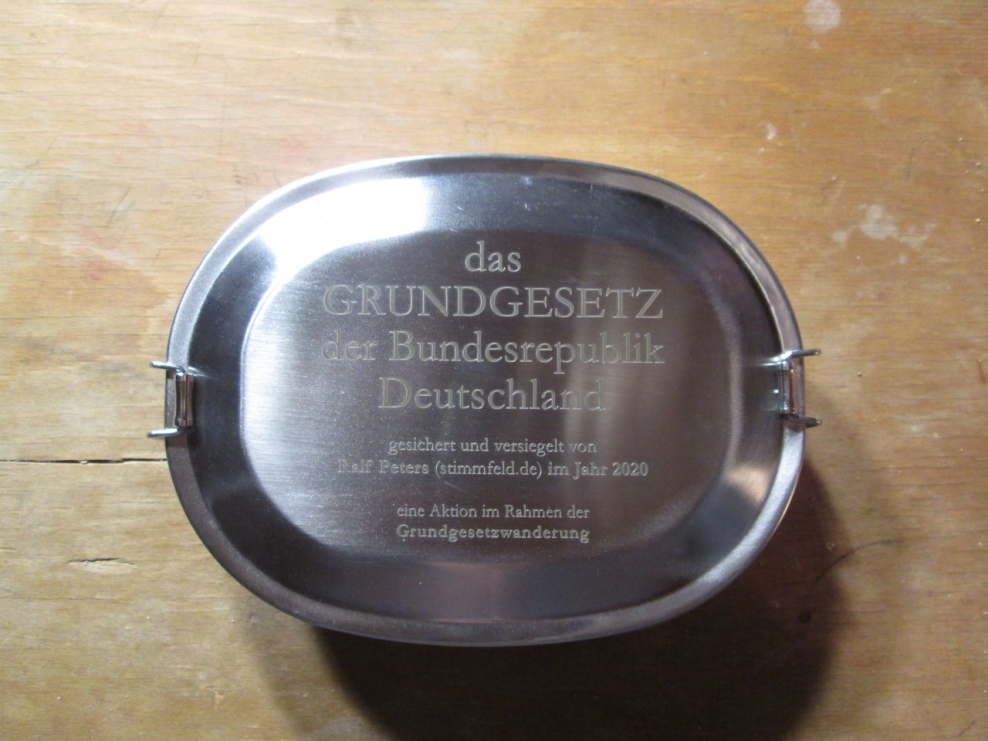 das
GRUNDGESETZ
der Bundesrepublik
Deutschland
gesichert und versiegelt von
Ralf Peters (stimmfeld.de) im Jahr 2020
eine Aktion im Rahmen der
Grundgesetzwanderung